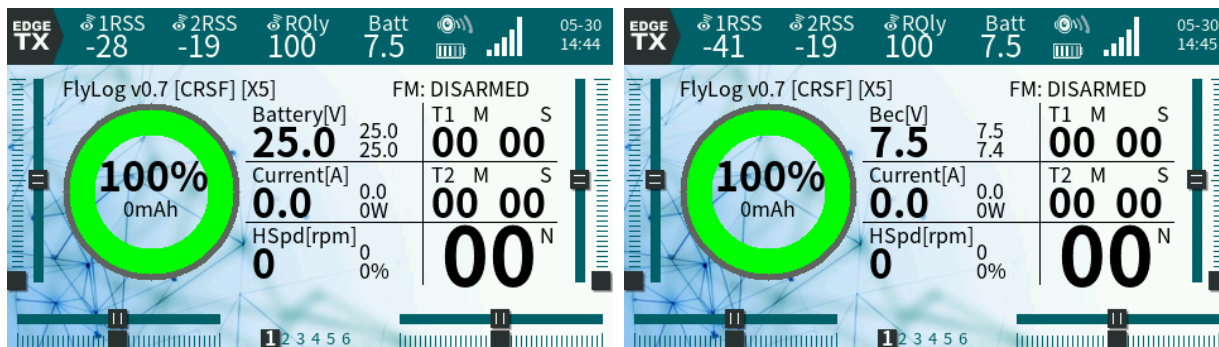 EDGE TX 1RSS 2RSS RQly Batt 05-30
-28 -19 100 7.5 14:44
FlyLog v0.7 [CRSF] [X5] FM: DISARMED
Battery[V] T1 M S
25.0 25.0 25.0 00 00
100% Current[A] T2 M S
0mAh 0.0 0.0 0W 00 00
HSpd[rpm] N
0 0 0% 00
1 2 3 4 5 6
EDGE TX 1RSS 2RSS RQly Batt 05-30
-41 -19 100 7.5 14:45
FlyLog v0.7 [CRSF] [X5] FM: DISARMED
Bec[V] T1 M S
7.5 7.5 7.4 00 00
100% Current[A] T2 M S
0mAh 0.0 0.0 0W 00 00
HSpd[rpm] N
0 0 0% 00
1 2 3 4 5 6